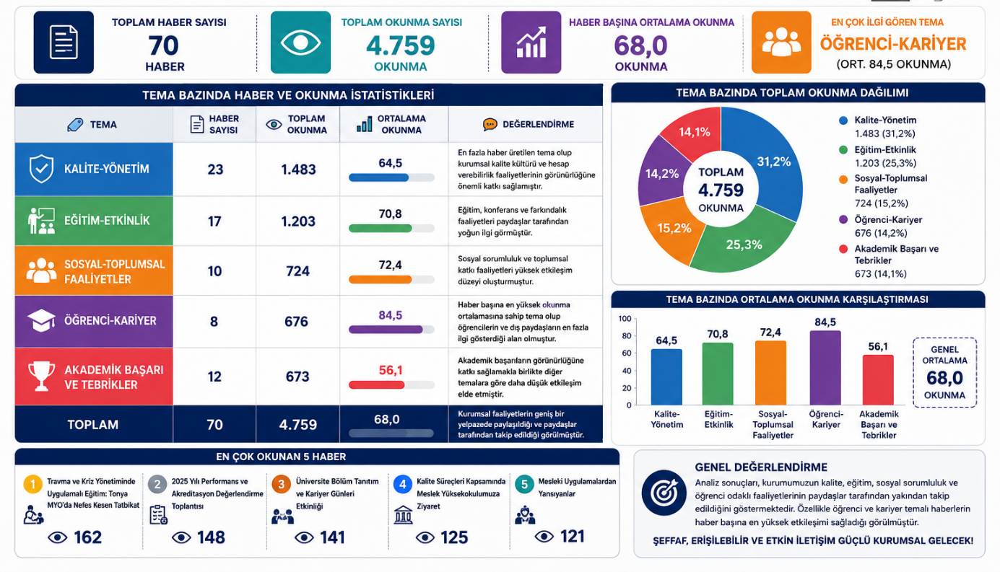 TOPLAM HABER SAYISI
70
HABER
TOPLAM OKUNMA SAYISI
4.759
OKUNMA
HABER BAŞINA ORTALAMA OKUNMA
68,0
OKUNMA
EN ÇOK İLGİ GÖREN TEMA
ÖĞRENCİ-KARİYER
(ORT. 84,5 OKUNMA)
TEMA BAZINDA HABER VE OKUNMA İSTATİSTİKLERİ
TEMA
HABER
SAYISI
TOPLAM
OKUNMA
ORTALAMA
OKUNMA
DEĞERLENDİRME
KALİTE-YÖNETİM
23
1.483
64,5
En fazla haber üretilen tema olup
kurumsal kalite kültürü ve hesap
verebilirlik faaliyetlerinin görünürlüğüne
önemli katkı sağlamıştır.
EĞİTİM-ETKİNLİK
17
1.203
70,8
Eğitim, konferans ve farkındalık
faaliyetleri paydaşlar tarafından
yoğun ilgi görmüştür.
SOSYAL-TOPLUMSAL
FAALİYETLER
10
724
72,4
Sosyal sorumluluk ve toplumsal
katkı faaliyetleri yüksek etkileşim
düzeyi oluşturmuştur.
ÖĞRENCİ-KARİYER
8
676
84,5
Haber başına en yüksek okunma
ortalamasına sahip tema olup
öğrencilerin ve dış paydaşların en fazla
ilgi gösterdiği alan olmuştur.
AKADEMİK BAŞARI
VE TEBRİKLER
12
673
56,1
Akademik başarıların görünürlüğüne
katkı sağlamakla birlikte diğer
temalara göre daha düşük etkileşim
elde etmiştir.
TOPLAM
70
4.759
68,0
Kurumsal faaliyetlerin geniş bir
yelpazede paylaşıldığı ve paydaşlar
tarafından takip edildiği görülmüştür.
TEMA BAZINDA TOPLAM OKUNMA DAĞILIMI
14,1%
31,2%
14,2%
15,2%
25,3%
TOPLAM
4.759
OKUNMA
Kalite-Yönetim
1.483 (31,2%)
Eğitim-Etkinlik
1.203 (25,3%)
Sosyal-Toplumsal
Faaliyetler
724 (15,2%)
Öğrenci-Kariyer
676 (14,2%)
Akademik Başarı ve
Tebrikler
673 (14,1%)
TEMA BAZINDA ORTALAMA OKUNMA KARŞILAŞTIRMASI
100
80
60
40
20
0
64,5
70,8
72,4
84,5
56,1
Kalite-
Yönetim
Eğitim-
Etkinlik
Sosyal-
Toplumsal
Faaliyetler
Öğrenci-
Kariyer
Akademik
Başarı ve
Tebrikler
GENEL
ORTALAMA
68,0
OKUNMA
EN ÇOK OKUNAN 5 HABER
1
Travma ve Kriz Yönetiminde
Uygulamalı Eğitim: Tonya
MYO'da Nefes Kesen Tatbikat
162
2
2025 Yılı Performans ve
Akreditasyon Değerlendirme
Toplantısı
148
3
Üniversite Bölüm Tanıtım
ve Kariyer Günleri
Etkinliği
141
4
Kalite Süreçleri Kapsamında
Meslek Yüksekokulumuza
Ziyaret
125
5
Mesleki Uygulamalardan
Yansıyanlar
121
GENEL DEĞERLENDİRME
Analiz sonuçları, kurumumuzun kalite, eğitim, sosyal sorumluluk ve
öğrenci odaklı faaliyetlerinin paydaşlar tarafından yakından takip
edildiğini göstermektedir. Özellikle öğrenci ve kariyer temalı haberlerin
haber başına en yüksek etkileşimi sağladığı görülmüştür.
ŞEFFAF, ERİŞİLEBİLİR VE ETKİN İLETİŞİM GÜÇLÜ KURUMSAL GELECEK!